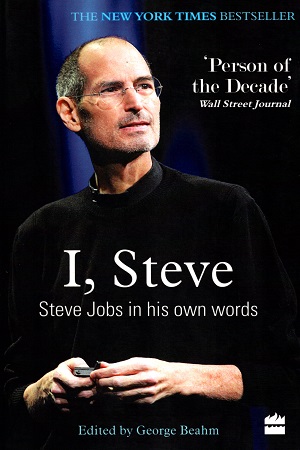 THE NEW YORK TIMES BESTSELLER
'Person of
the Decade'
Wall Street Journal
I, Steve
Steve Jobs in his own words
Edited by George Beahm